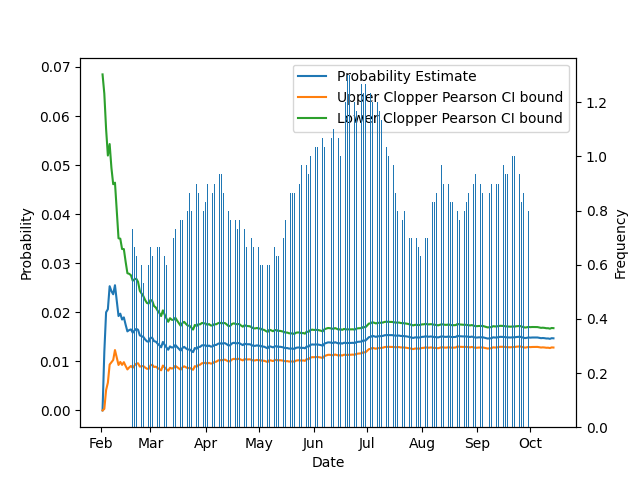 Probability Estimate
Upper Clopper Pearson CI bound
Lower Clopper Pearson CI bound
0.07
0.06
0.05
0.04
0.03
0.02
0.01
0.00
Probability
1.2
1.0
0.8
0.6
0.4
0.2
0.0
Frequency
Feb Mar Apr May Jun Jul Aug Sep Oct
Date